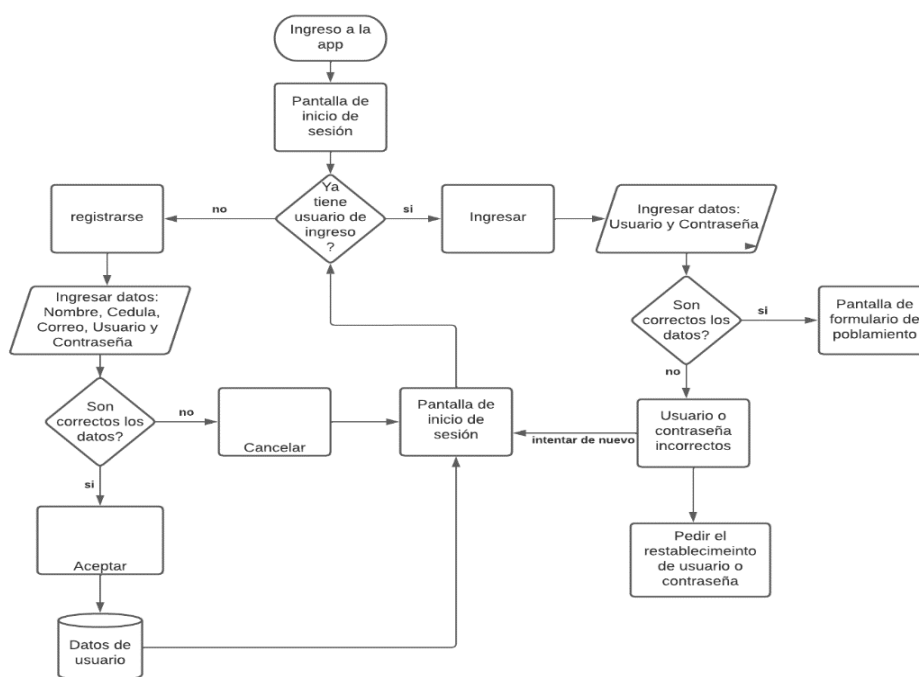 Ingreso a la
app
Pantalla de
inicio de
sesión
Ya
tiene
usuario de
ingreso
?
no
si
registrarse
Ingresar
Ingresar datos:
Usuario y Contraseña
Ingresar datos:
Nombre, Cedula,
Correo, Usuario y
Contraseña
Son
correctos los
datos?
si
Pantalla de
formulario de
poblamiento
no
Son
correctos los
datos?
no
Cancelar
Pantalla de
inicio de
sesión
intentar de nuevo
Usuario o
contraseña
incorrectos
si
Aceptar
Pedir el
restablecimeinto
de usuario o
contraseña
Datos de
usuario